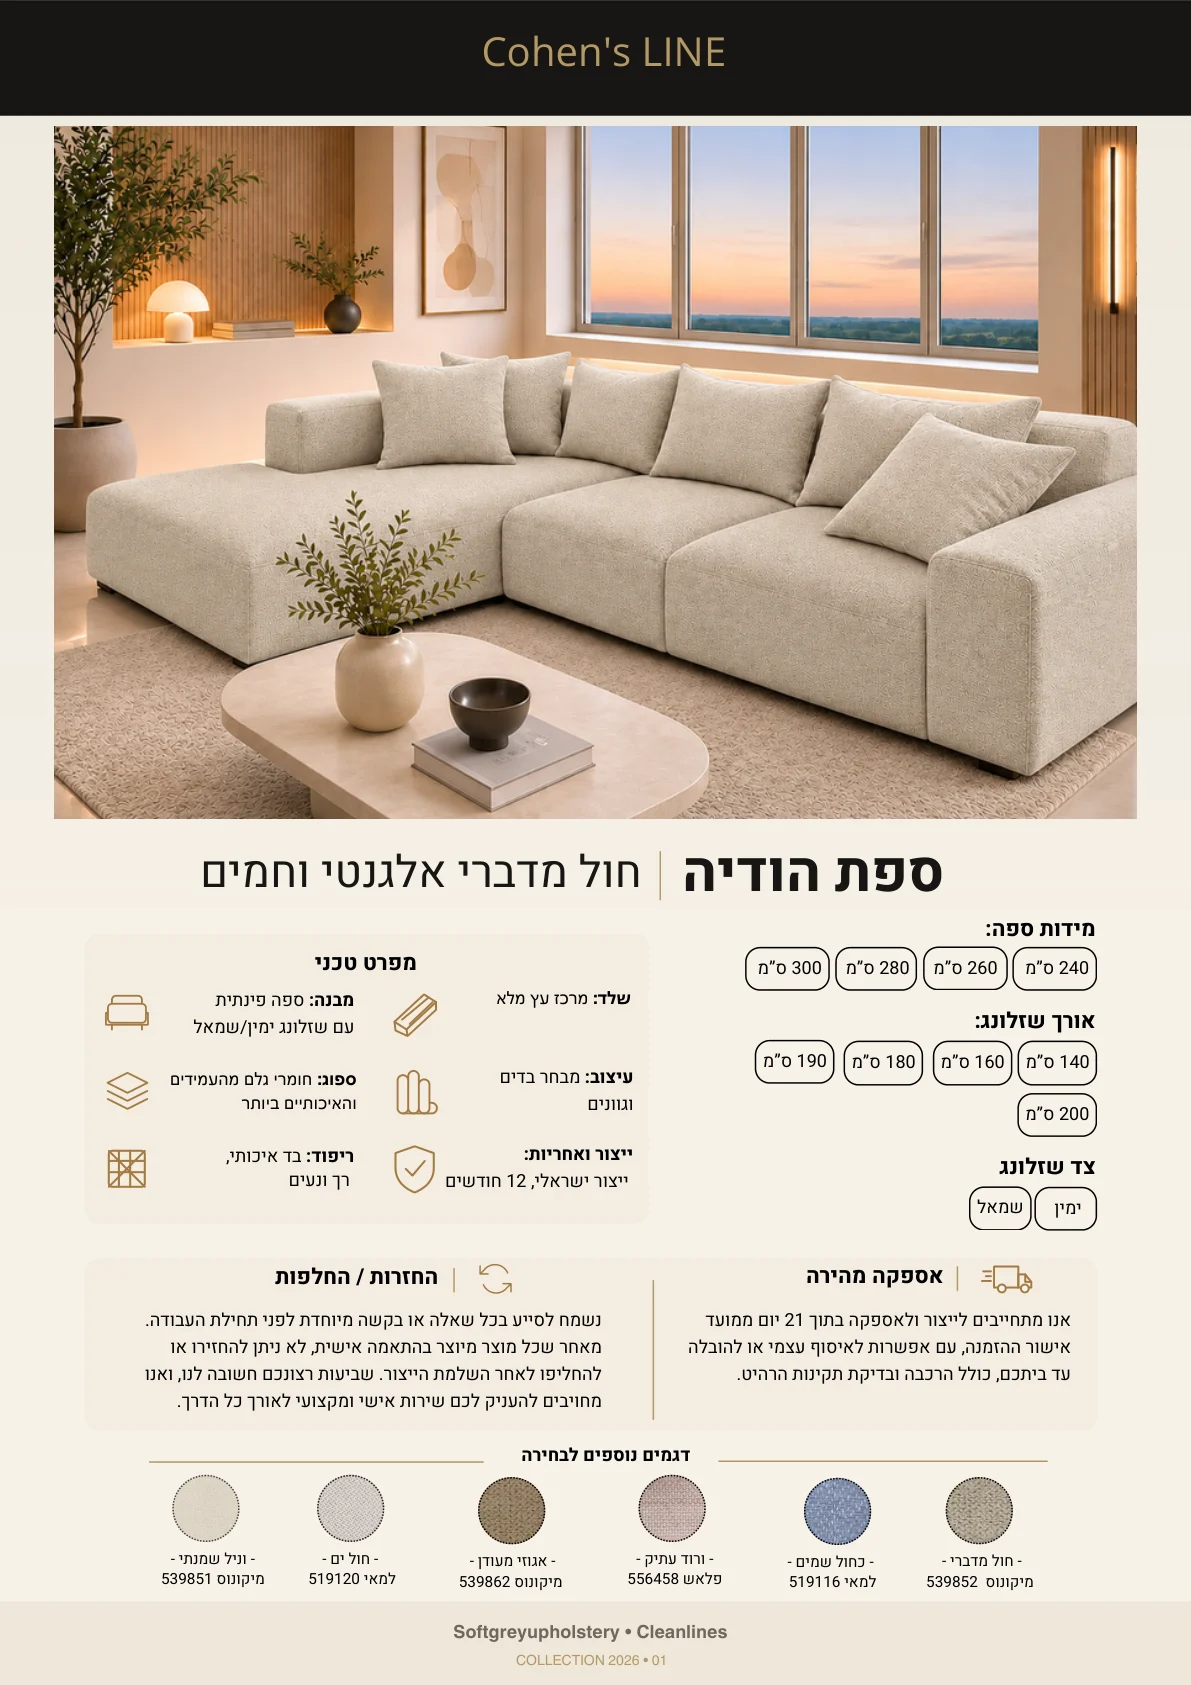 Cohen's LINE
ספת הודיה | חול מדברי אלגנטי וחמים
מידות ספה:
240 ס"מ
260 ס"מ
280 ס"מ
300 ס"מ
אורך שזלונג:
140 ס"מ
160 ס"מ
180 ס"מ
190 ס"מ
200 ס"מ
צד שזלונג
ימין
שמאל
מפרט טכני
שלד: מרכז עץ מלא
מבנה: ספה פינתית
עם שזלונג ימין/שמאל
עיצוב: מבחר בדים
וגוונים
ספוג: חומרי גלם מהעמידים
והאיכותיים ביותר
ייצור ואחריות:
ייצור ישראלי, 12 חודשים
ריפוד: בד איכותי,
רך ונעים
אספקה מהירה
אנו מתחייבים לייצור ולאספקה בתוך 21 יום ממועד
אישור ההזמנה, עם אפשרות לאיסוף עצמי או להובלה
עד ביתכם, כולל הרכבה ובדיקת תקינות הרהיט.
החזרות / החלפות
נשמח לסייע בכל שאלה או בקשה מיוחדת לפני תחילת העבודה.
מאחר שכל מוצר מיוצר בהתאמה אישית, לא ניתן להחזירו או
להחליפו לאחר השלמת הייצור. שביעות רצונכם חשובה לנו, ואנו
מחויבים להעניק לכם שירות אישי ומקצועי לאורך כל הדרך.
דגמים נוספים לבחירה
- חול מדברי -
מיקונוס 539852
- כחול שמים -
למאי 519116
- ורוד עתיק -
פלאש 556458
- אגוזי מעודן -
מיקונוס 539862
- חול ים -
למאי 519120
- וניל שמנתי -
מיקונוס 539851
Softgreyupholstery • Cleanlines
COLLECTION 2026 • 01